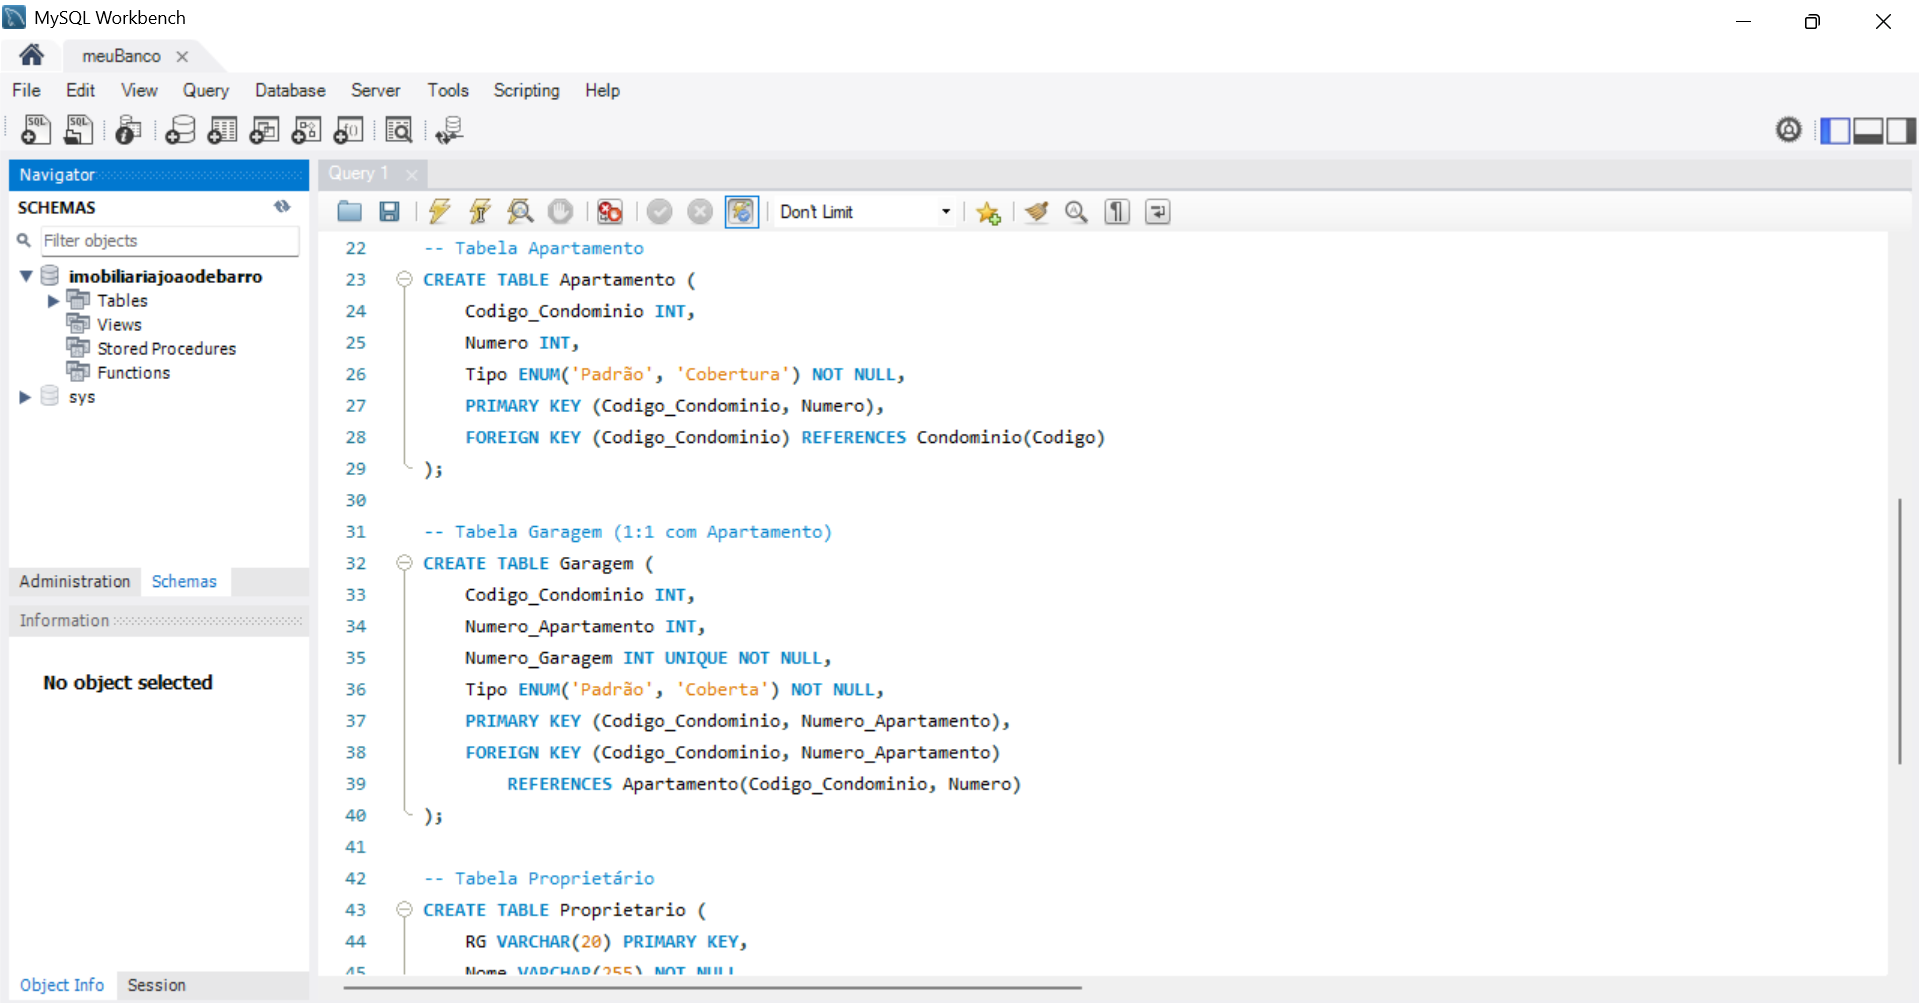 MySQL Workbench
meuBanco
File Edit View Query Database Server Tools Scripting Help
Navigator
Query 1
SCHEMAS
Don't Limit
Filter objects
imobiliariajoaodebarro
Tables
Views
Stored Procedures
Functions
sys
Administration Schemas
Information
No object selected
Object Info Session
22 -- Tabela Apartamento
23 CREATE TABLE Apartamento (
24 Codigo_Condominio INT,
25 Numero INT,
26 Tipo ENUM('Padrão', 'Cobertura') NOT NULL,
27 PRIMARY KEY (Codigo_Condominio, Numero),
28 FOREIGN KEY (Codigo_Condominio) REFERENCES Condominio(Codigo)
29 );
30
31 -- Tabela Garagem (1:1 com Apartamento)
32 CREATE TABLE Garagem (
33 Codigo_Condominio INT,
34 Numero_Apartamento INT,
35 Numero_Garagem INT UNIQUE NOT NULL,
36 Tipo ENUM('Padrão', 'Coberta') NOT NULL,
37 PRIMARY KEY (Codigo_Condominio, Numero_Apartamento),
38 FOREIGN KEY (Codigo_Condominio, Numero_Apartamento)
39 REFERENCES Apartamento(Codigo_Condominio, Numero)
40 );
41
42 -- Tabela Proprietário
43 CREATE TABLE Proprietario (
44 RG VARCHAR(20) PRIMARY KEY,
45 Nome VARCHAR(255) NOT NULL